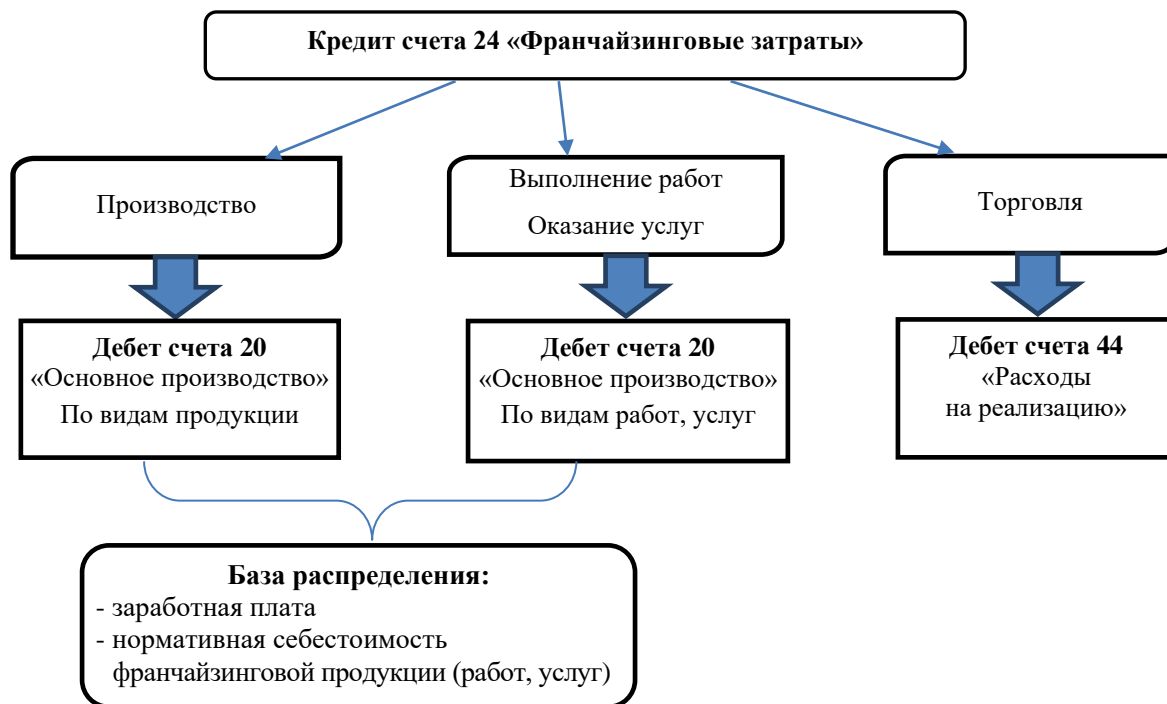 Кредит счета 24 «Франчайзинговые затраты»
Производство
Выполнение работ
Оказание услуг
Торговля
Дебет счета 20
«Основное производство»
По видам продукции
Дебет счета 20
«Основное производство»
По видам работ, услуг
Дебет счета 44
«Расходы
на реализацию»
База распределения:
- заработная плата
- нормативная себестоимость
франчайзинговой продукции (работ, услуг)